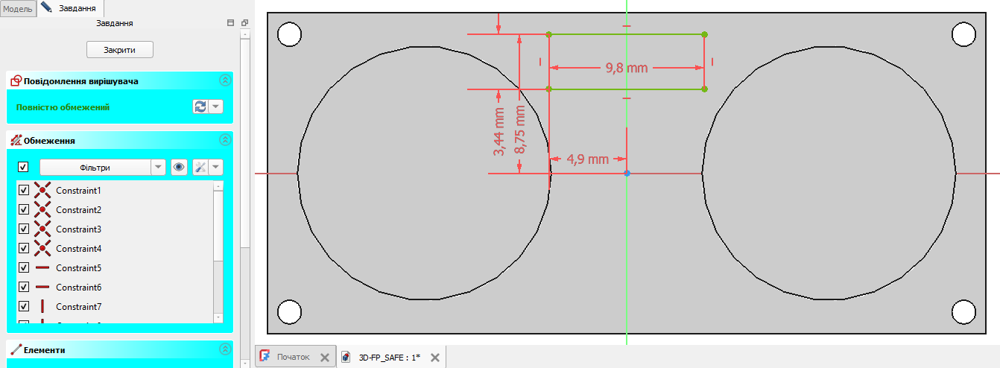 Модель
Завдання
Завдання
Закрити
Повідомлення вирішувача
Повністю обмежений
Обмеження
Фільтри
Constraint1
Constraint2
Constraint3
Constraint4
Constraint5
Constraint6
Constraint7
Елементи
9,8 mm
3,44 mm
8,75 mm
4,9 mm
Початок
3D-FP_SAFE : 1*